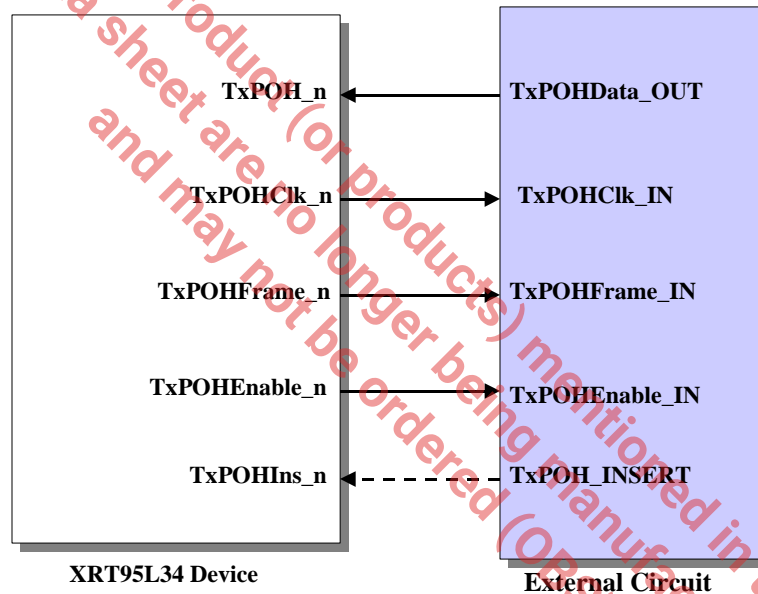 TxPOH_n
TxPOHData_OUT
TxPOHClk_n
TxPOHClk_IN
TxPOHFrame_n
TxPOHFrame_IN
TxPOHEnable_n
TxPOHEnable_IN
TxPOHIns_n
TxPOH_INSERT
XRT95L34 Device
External Circuit
product (or products) mentioned in
sheet are no longer being
and may not be ordered